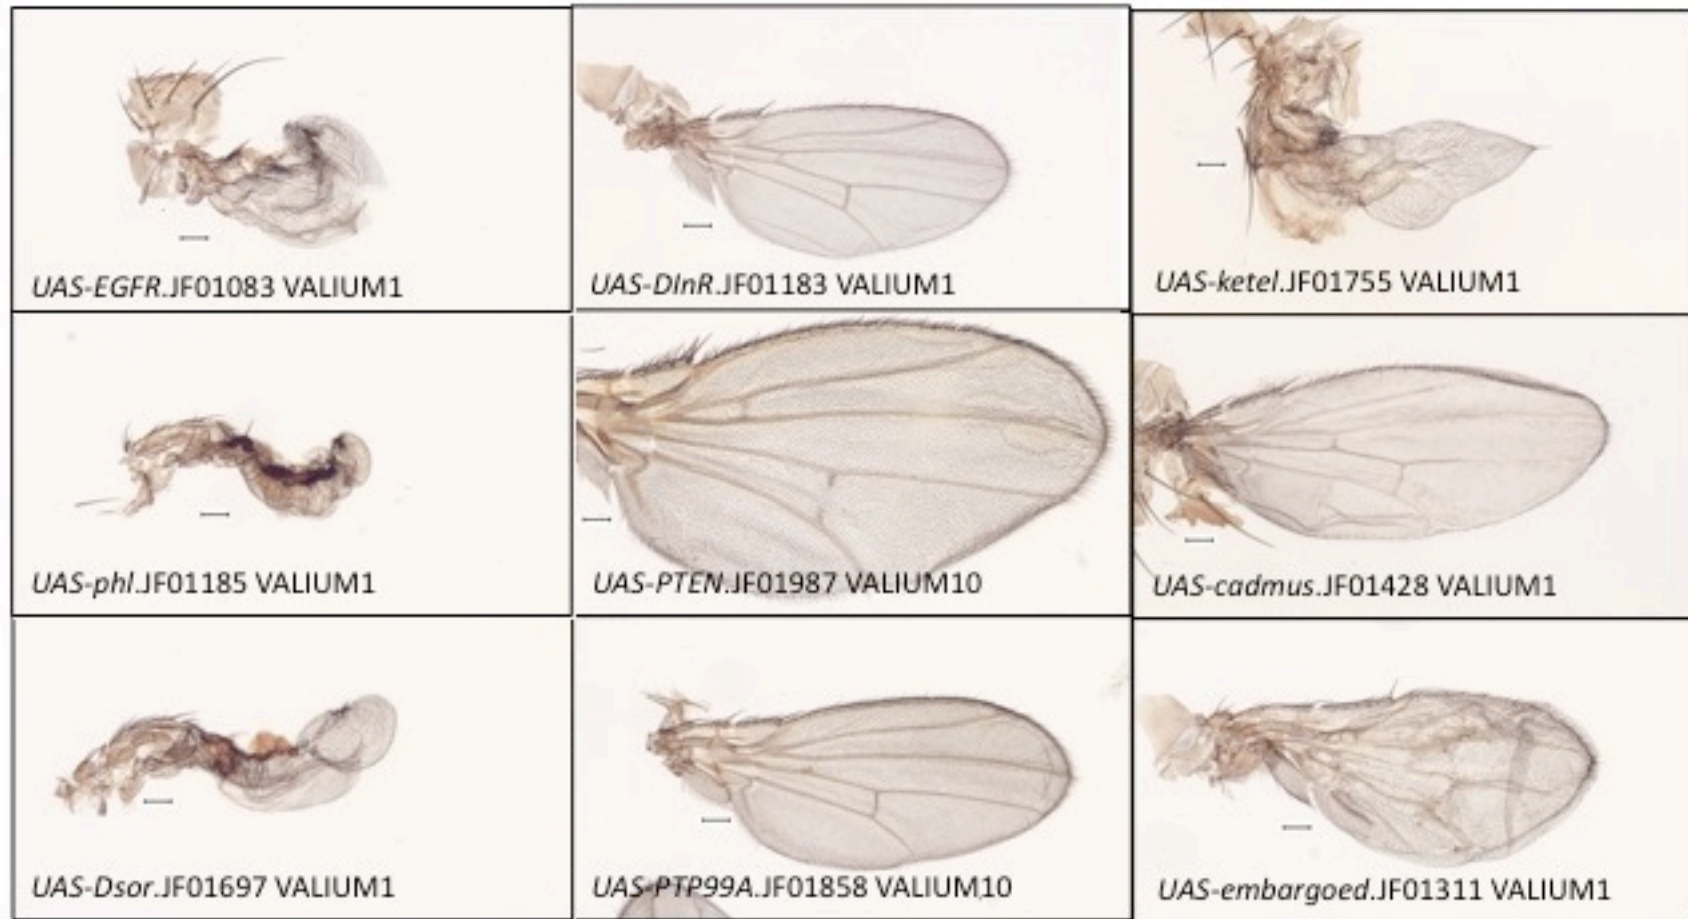 UAS-EGFR.JF01083 VALIUM1
UAS-DInR.JF01183 VALIUM1
UAS-ketel.JF01755 VALIUM1
UAS-phl.JF01185 VALIUM1
UAS-PTEN.JF01987 VALIUM10
UAS-cadmus.JF01428 VALIUM1
UAS-Dsor.JF01697 VALIUM1
UAS-PTP99A.JF01858 VALIUM10
UAS-embargoed.JF01311 VALIUM1